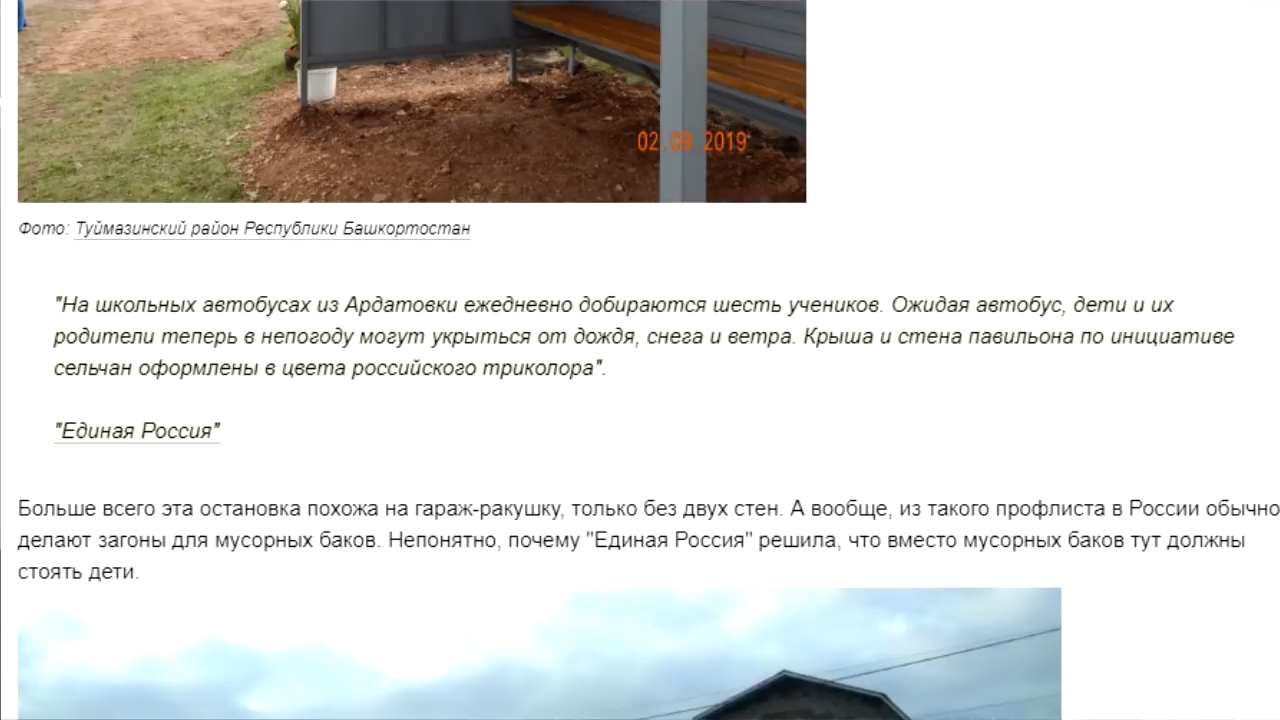 02 09 2019
Фото: Туймазинский район Республики Башкортостан
"На школьных автобусах из Ардатовки ежедневно добираются шесть учеников. Ожидая автобус, дети и их
родители теперь в непогоду могут укрыться от дождя, снега и ветра. Крыша и стена павильона по инициативе
сельчан оформлены в цвета российского триколора".
"Единая Россия"
Больше всего эта остановка похожа на гараж-ракушку, только без двух стен. А вообще, из такого профлиста в России обычно
делают загоны для мусорных баков. Непонятно, почему "Единая Россия" решила, что вместо мусорных баков тут должны
стоять дети.